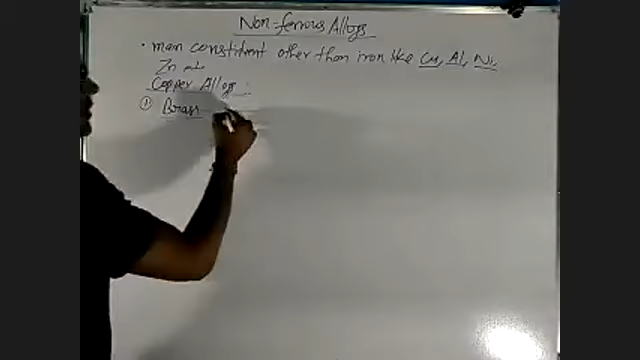 Non-ferrous Alloys
• main constituent other than iron like Cu, Al, Ni,
Zn etc
Copper Alloys :
① Brass